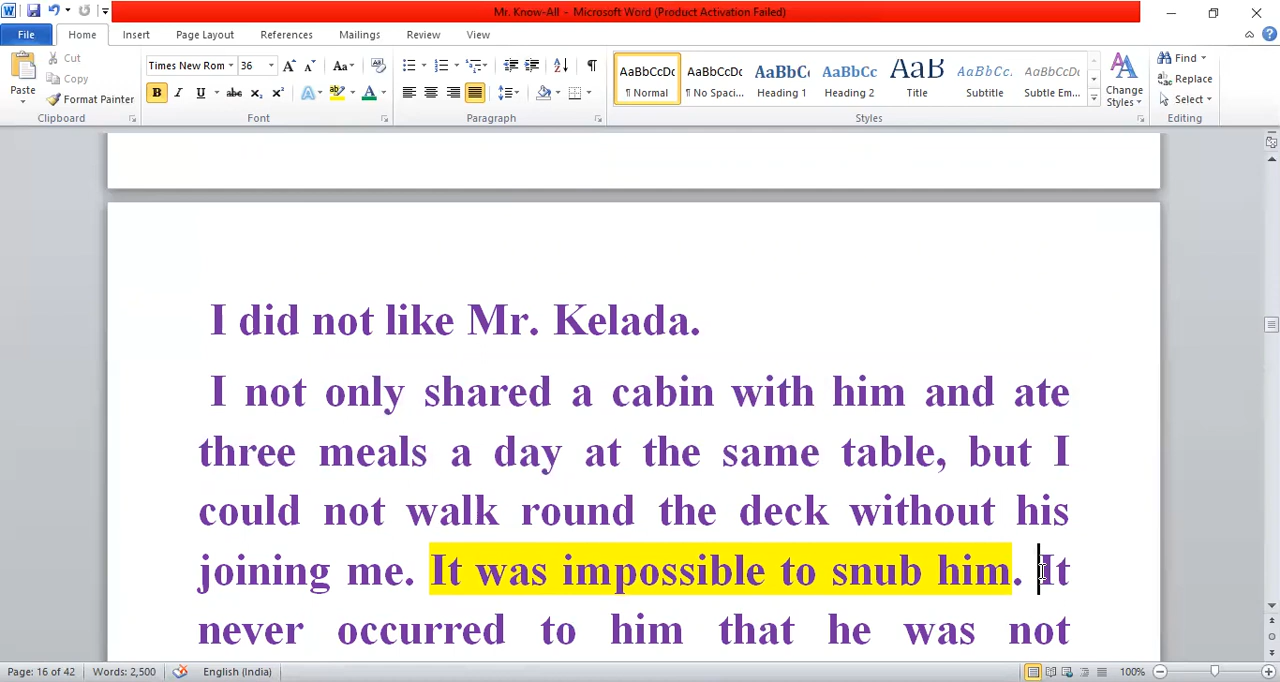 Mr. Know-All - Microsoft Word (Product Activation Failed)
File Home Insert Page Layout References Mailings Review View
Paste
Cut
Copy
Format Painter
Clipboard
Times New Rom 36
Font
Paragraph
AaBbCcDc AaBbCcDc AaBbC AaBbCc AaB AaBbCc. AaBbCcDc
¶ Normal ¶ No Spaci... Heading 1 Heading 2 Title Subtitle Subtle Em...
Change Styles
Styles
Find
Replace
Select
Editing
I did not like Mr. Kelada.
I not only shared a cabin with him and ate
three meals a day at the same table, but I
could not walk round the deck without his
joining me. It was impossible to snub him. It
never occurred to him that he was not
Page: 16 of 42 Words: 2,500 English (India) 100%